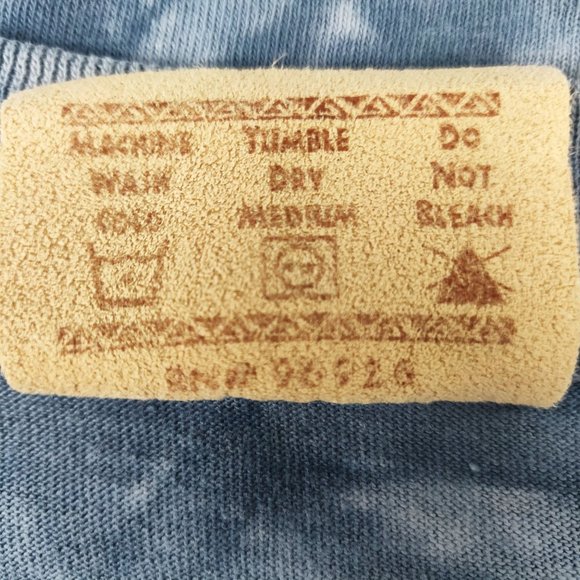 MACHINE
WASH
COLD
TUMBLE
DRY
MEDIUM
DO
NOT
BLEACH
RN# 96926